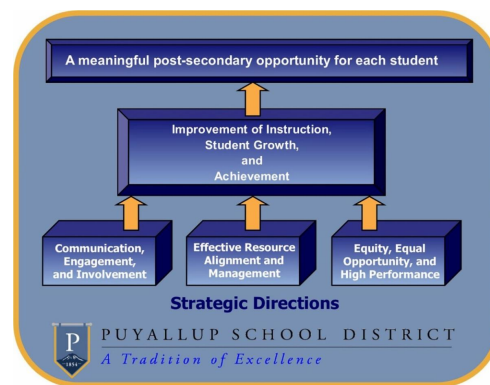 A meaningful post-secondary opportunity for each student
Improvement of Instruction,
Student Growth,
and
Achievement
Communication,
Engagement,
and Involvement
Effective Resource
Alignment and
Management
Equity, Equal
Opportunity, and
High Performance
Strategic Directions
P
1854
PUYALLUP SCHOOL DISTRICT
A Tradition of Excellence